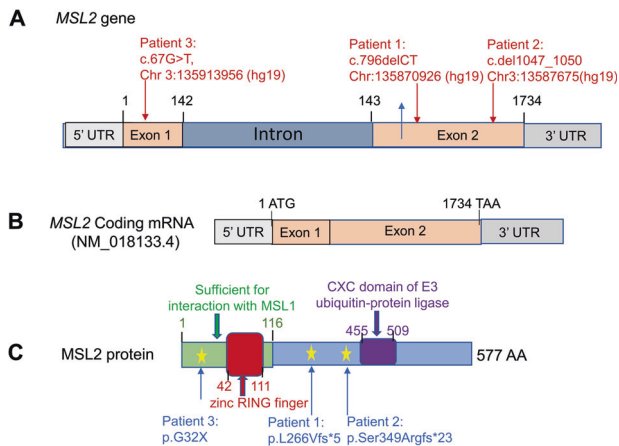 A
MSL2 gene
Patient 3:
c.67G>T,
Chr 3:135913956 (hg19)
Patient 1:
c.796delCT
Chr:135870926 (hg19)
Patient 2:
c.del1047_1050
Chr3:13587675(hg19)
1
142
143
1734
5' UTR
Exon 1
Intron
Exon 2
3' UTR
B
MSL2 Coding mRNA
(NM_018133.4)
1 ATG
1734 TAA
5' UTR
Exon 1
Exon 2
3' UTR
Sufficient for
interaction with MSL1
CXC domain of E3
ubiquitin-protein ligase
1
116
455
509
C
MSL2 protein
577 AA
42
111
zinc RING finger
Patient 3:
p.G32X
Patient 1:
p.L266Vfs*5
Patient 2:
p.Ser349Argfs*23